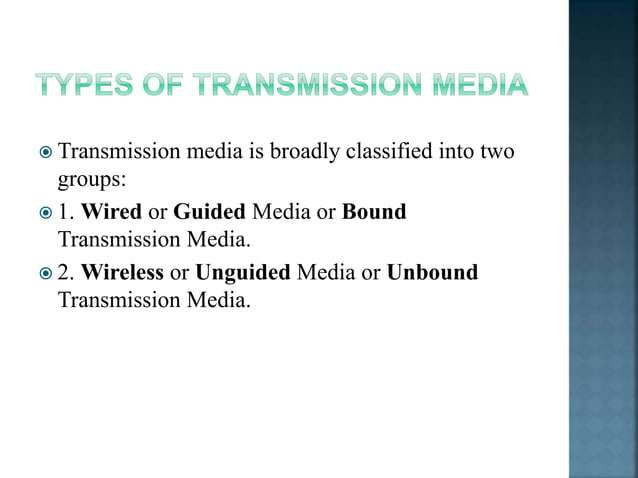 TYPES OF TRANSMISSION MEDIA
Transmission media is broadly classified into two
groups:
1. Wired or Guided Media or Bound
Transmission Media.
2. Wireless or Unguided Media or Unbound
Transmission Media.